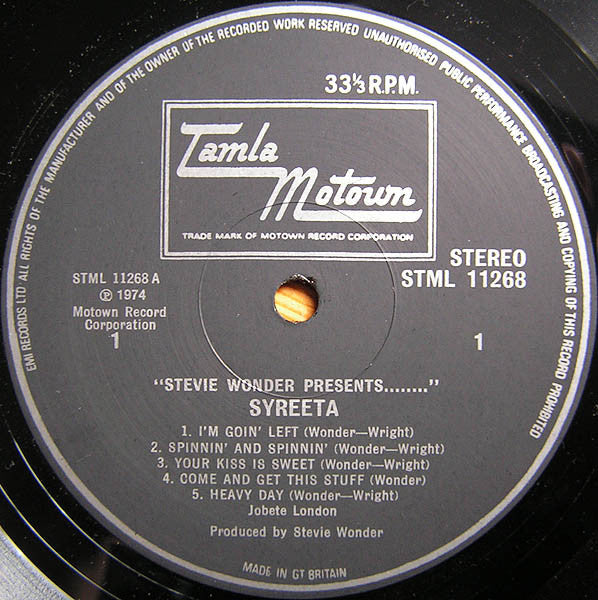 EMI RECORDS LTD ALL RIGHTS OF THE MANUFACTURER AND OF THE OWNER OF THE RECORDED WORK RESERVED UNAUTHORISED PUBLIC PERFORMANCE BROADCASTING AND COPYING OF THIS RECORD PROHIBITED
33⅓ R.P.M.
Tamla
Motown
TRADE MARK OF MOTOWN RECORD CORPORATION
STEREO
STML 11268
STML 11268 A
℗ 1974
Motown Record
Corporation
1
1
"STEVIE WONDER PRESENTS........"
SYREETA
1. I'M GOIN' LEFT (Wonder—Wright)
2. SPINNIN' AND SPINNIN' (Wonder—Wright)
3. YOUR KISS IS SWEET (Wonder—Wright)
4. COME AND GET THIS STUFF (Wonder)
5. HEAVY DAY (Wonder—Wright)
Jobete London
Produced by Stevie Wonder
MADE IN GT BRITAIN